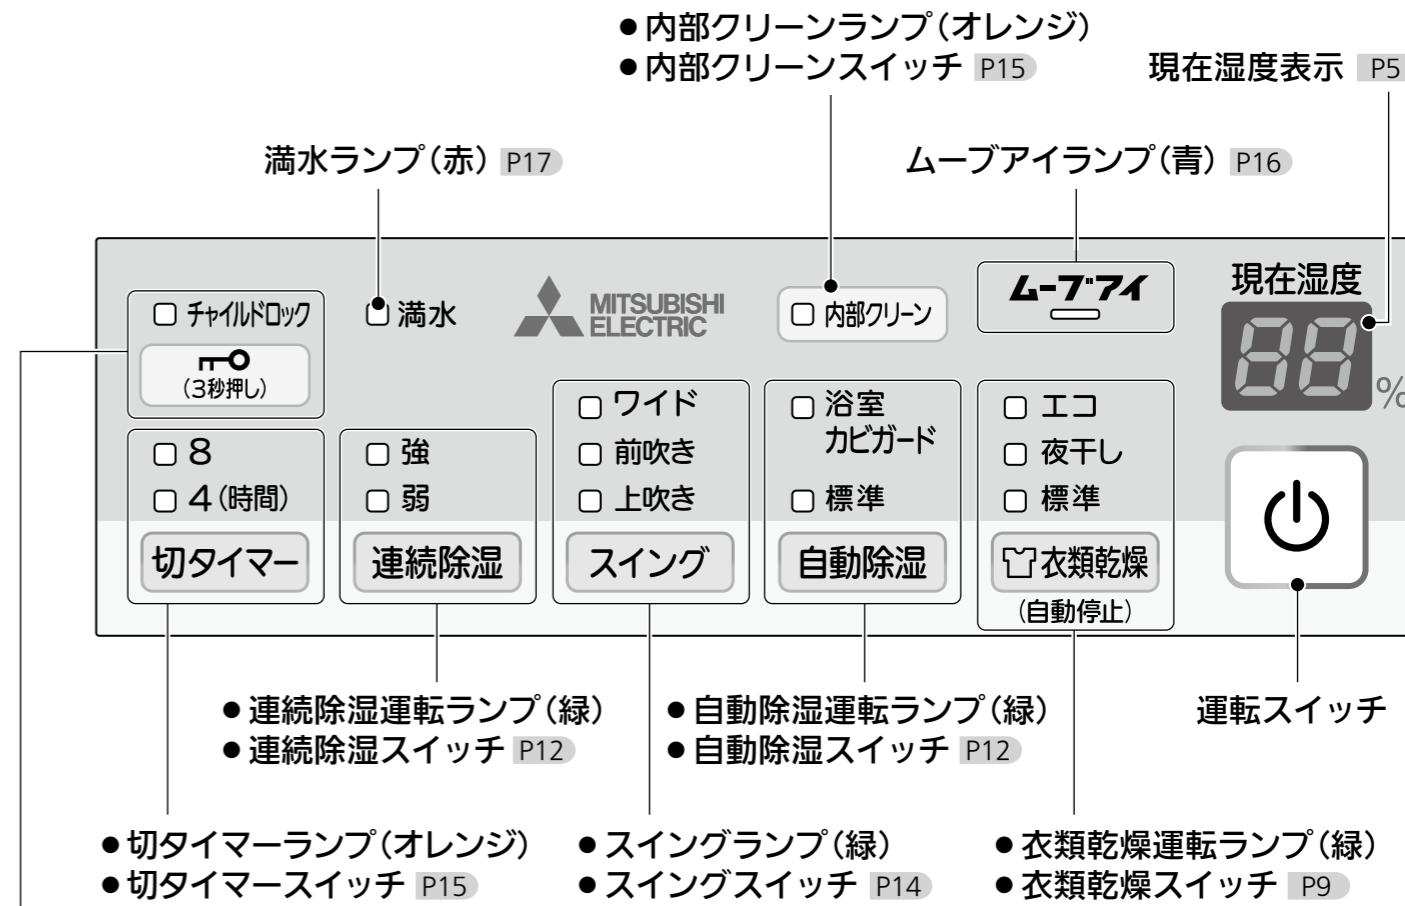 ●内部クリーンランプ（オレンジ）
●内部クリーンスイッチ P15
現在湿度表示 P5
満水ランプ（赤） P17
ムーブアイランプ（青） P16
チャイルドロック
（3秒押し）
満水
MITSUBISHI
ELECTRIC
内部クリーン
ムーブアイ
現在湿度
88%
8
4（時間）
切タイマー
強
弱
連続除湿
ワイド
前吹き
上吹き
スイング
浴室
カビガード
標準
自動除湿
エコ
夜干し
標準
衣類乾燥
（自動停止）
●連続除湿運転ランプ（緑）
●連続除湿スイッチ P12
●自動除湿運転ランプ（緑）
●自動除湿スイッチ P12
運転スイッチ
●切タイマーランプ（オレンジ）
●切タイマースイッチ P15
●スイングランプ（緑）
●スイングスイッチ P14
●衣類乾燥運転ランプ（緑）
●衣類乾燥スイッチ P9